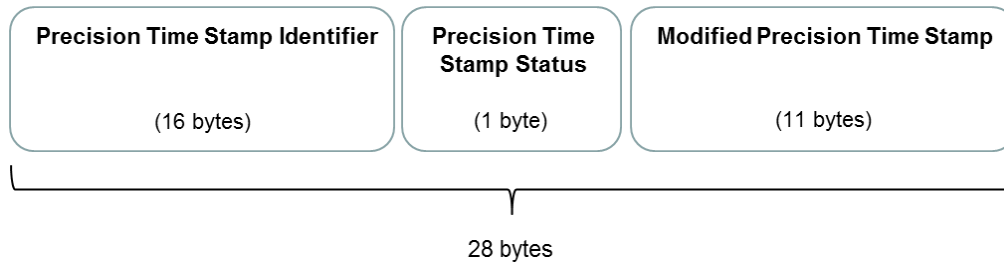 Precision Time Stamp Identifier
(16 bytes)
Precision Time
Stamp Status
(1 byte)
Modified Precision Time Stamp
(11 bytes)
28 bytes